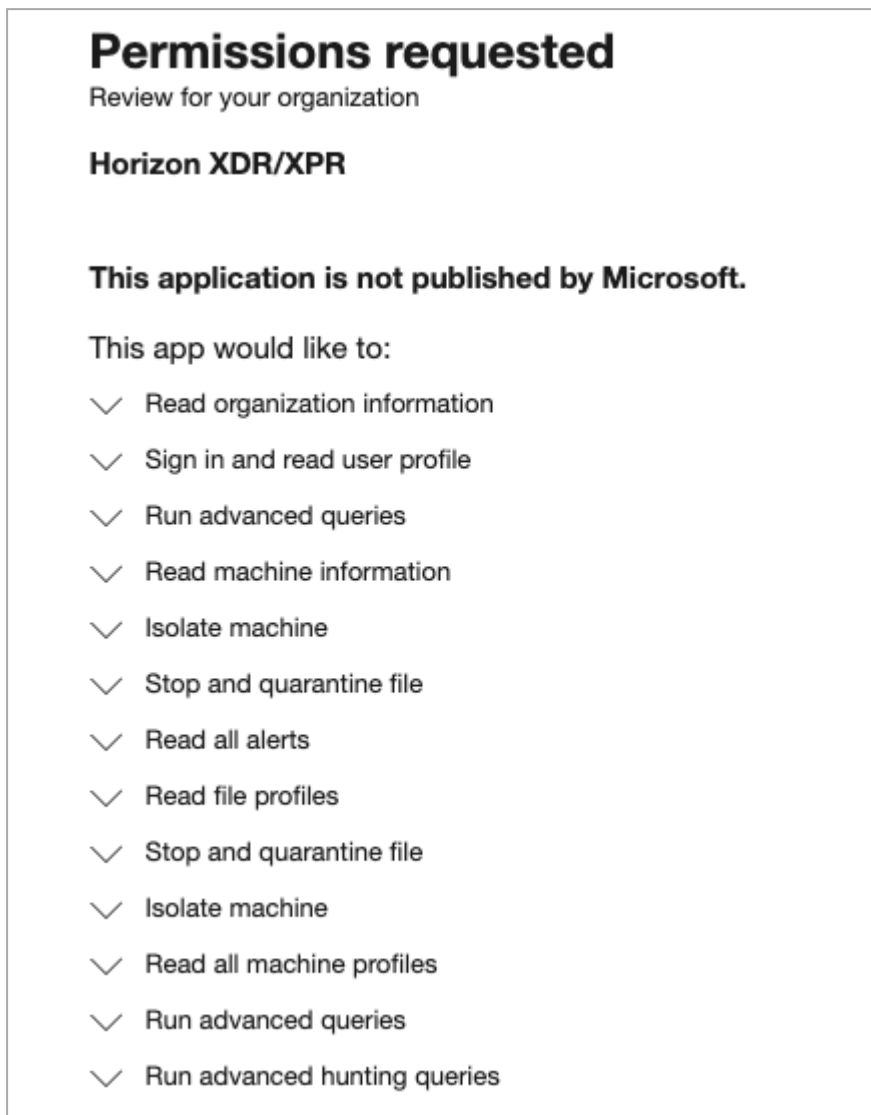 Permissions requested
Review for your organization
Horizon XDR/XPR
This application is not published by Microsoft.
This app would like to:
Read organization information
Sign in and read user profile
Run advanced queries
Read machine information
Isolate machine
Stop and quarantine file
Read all alerts
Read file profiles
Stop and quarantine file
Isolate machine
Read all machine profiles
Run advanced queries
Run advanced hunting queries